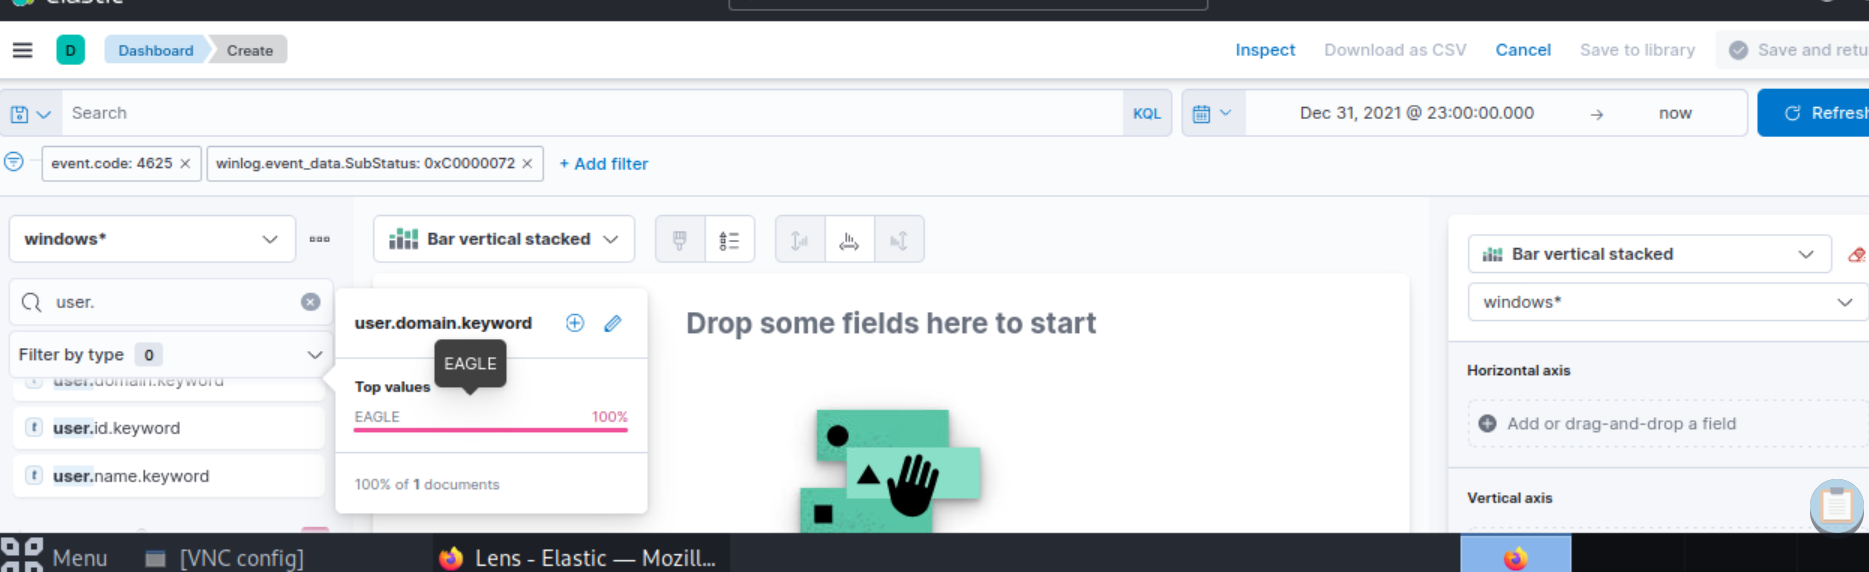 elastic
D Dashboard Create Inspect Download as CSV Cancel Save to library Save and retu
Search KQL Dec 31, 2021 @ 23:00:00.000 → now Refresh
event.code: 4625 × winlog.event_data.SubStatus: 0xC0000072 × + Add filter
windows* Bar vertical stacked
Bar vertical stacked
user.
windows*
user.domain.keyword
Drop some fields here to start
Filter by type 0
EAGLE
Top values
user.domain.keyword
EAGLE 100%
Horizontal axis
Add or drag-and-drop a field
user.id.keyword
user.name.keyword
100% of 1 documents
Vertical axis
Menu [VNC config] Lens - Elastic — Mozill...